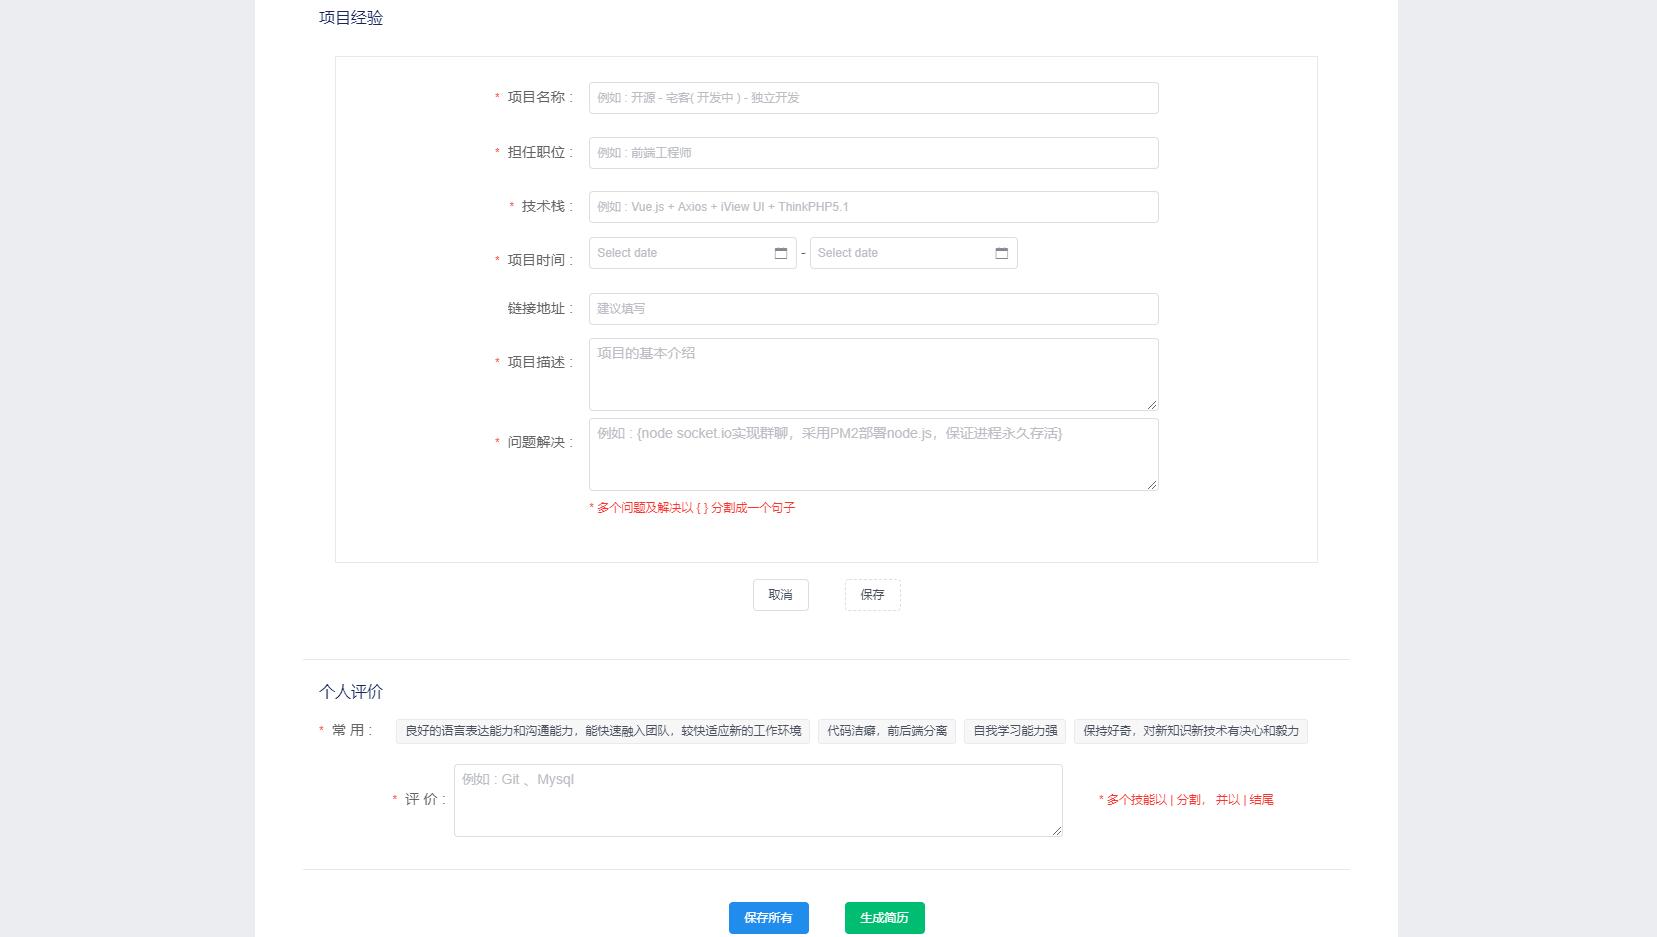 项目经验
* 项目名称 : 例如 : 开源 - 宅客( 开发中 ) - 独立开发
* 担任职位 : 例如 : 前端工程师
* 技术栈 : 例如 : Vue.js + Axios + iView UI + ThinkPHP5.1
* 项目时间 : Select date - Select date
链接地址 : 建议填写
* 项目描述 : 项目的基本介绍
* 问题解决 : 例如 : {node socket.io实现群聊，采用PM2部署node.js，保证进程永久存活}
* 多个问题及解决以 { } 分割成一个句子
取消 保存
个人评价
* 常 用 : 良好的语言表达能力和沟通能力，能快速融入团队，较快适应新的工作环境 代码洁癖，前后端分离 自我学习能力强 保持好奇，对新知识新技术有决心和毅力
* 评 价 : 例如 : Git 、Mysql * 多个技能以 | 分割， 并以 | 结尾
保存所有 生成简历